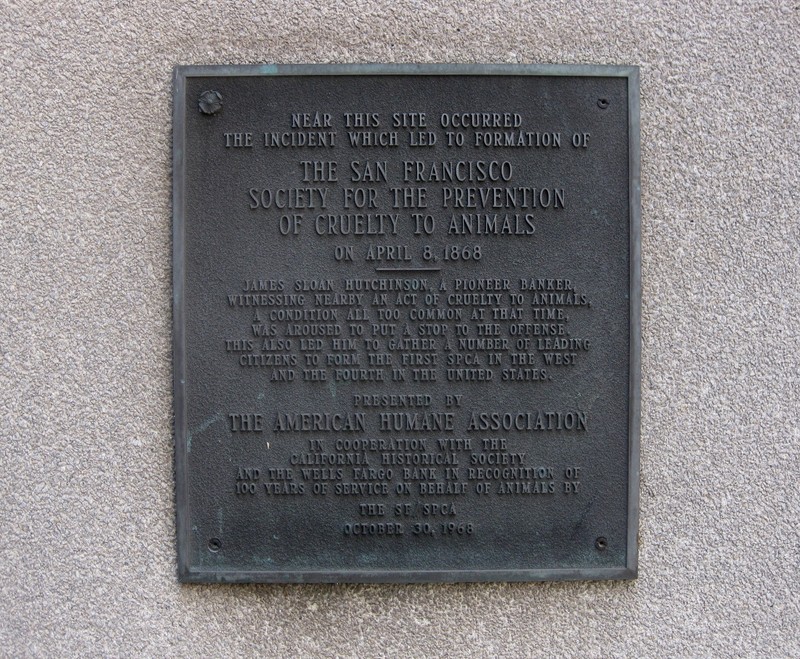 NEAR THIS SITE OCCURRED
THE INCIDENT WHICH LED TO FORMATION OF
THE SAN FRANCISCO
SOCIETY FOR THE PREVENTION
OF CRUELTY TO ANIMALS
ON APRIL 8, 1868
JAMES SLOAN HUTCHINSON, A PIONEER BANKER,
WITNESSING NEARBY AN ACT OF CRUELTY TO ANIMALS,
A CONDITION ALL TOO COMMON AT THAT TIME,
WAS AROUSED TO PUT A STOP TO THE OFFENSE.
THIS ALSO LED HIM TO GATHER A NUMBER OF LEADING
CITIZENS TO FORM THE FIRST SPCA IN THE WEST
AND THE FOURTH IN THE UNITED STATES.
PRESENTED BY
THE AMERICAN HUMANE ASSOCIATION
IN COOPERATION WITH THE
CALIFORNIA HISTORICAL SOCIETY
AND THE WELLS FARGO BANK IN RECOGNITION OF
100 YEARS OF SERVICE ON BEHALF OF ANIMALS BY
THE SF/SPCA
OCTOBER 30, 1968